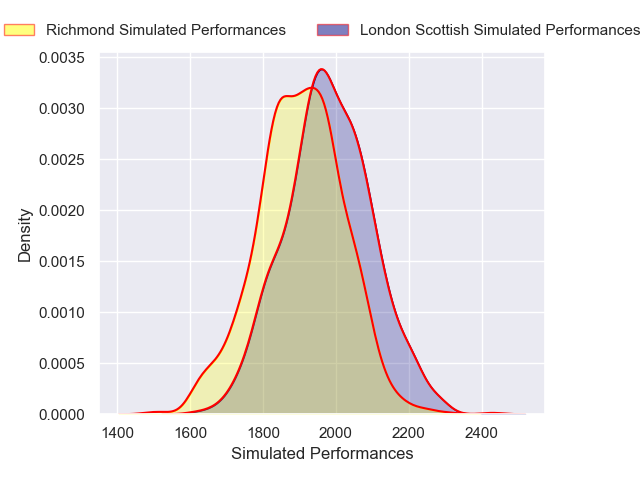 Richmond Simulated Performances
London Scottish Simulated Performances
0.0035
0.0030
0.0025
0.0020
0.0015
0.0010
0.0005
0.0000
Density
1400 1600 1800 2000 2200 2400
Simulated Performances